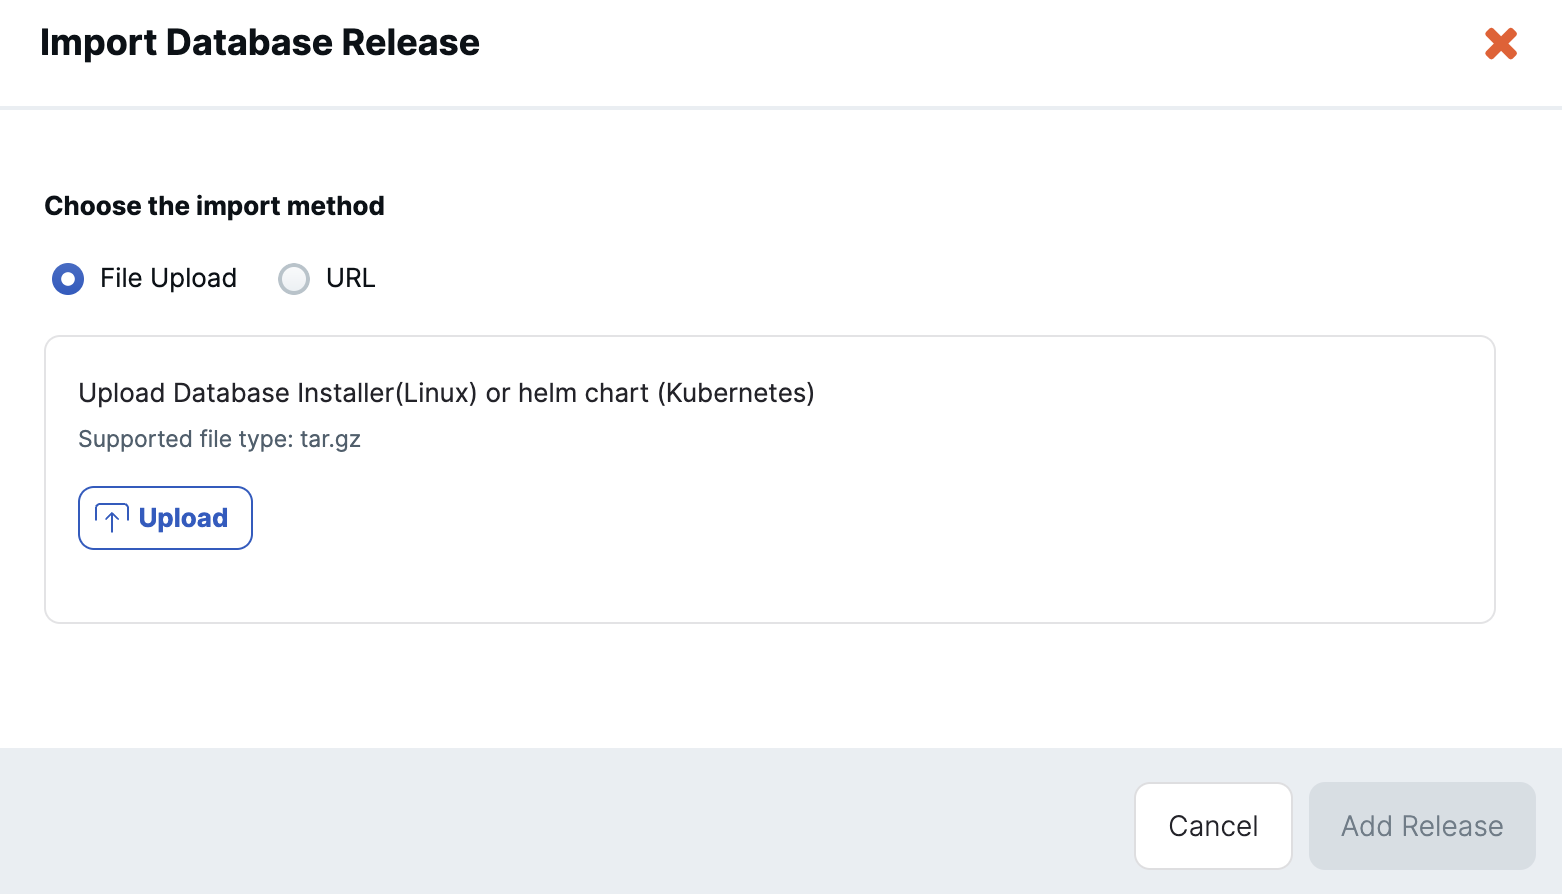 Import Database Release
Choose the import method
File Upload
URL
Upload Database Installer(Linux) or helm chart (Kubernetes)
Supported file type: tar.gz
Upload
Cancel
Add Release